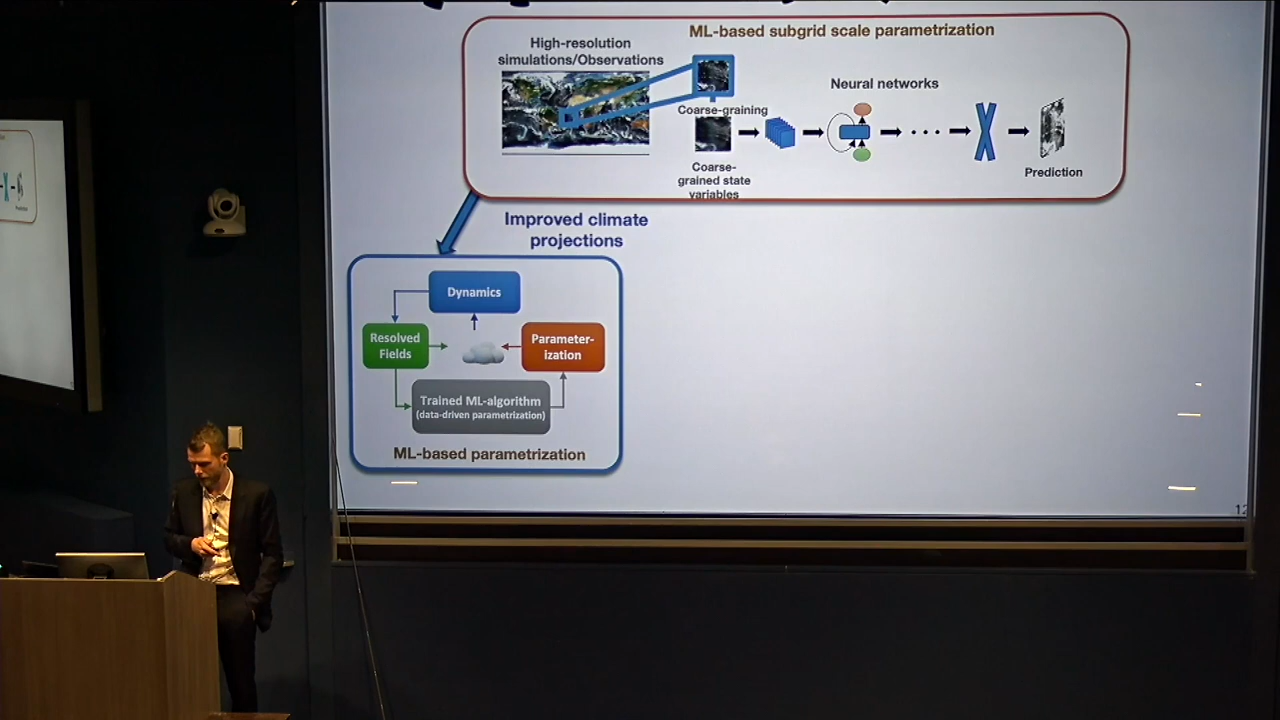 ML-based subgrid scale parametrization
High-resolution
simulations/Observations
Neural networks
Coarse-graining
Coarse-
grained state
variables
Prediction
Improved climate
projections
Dynamics
Resolved
Fields
Parameter-
ization
Trained ML-algorithm
(data-driven parametrization)
ML-based parametrization